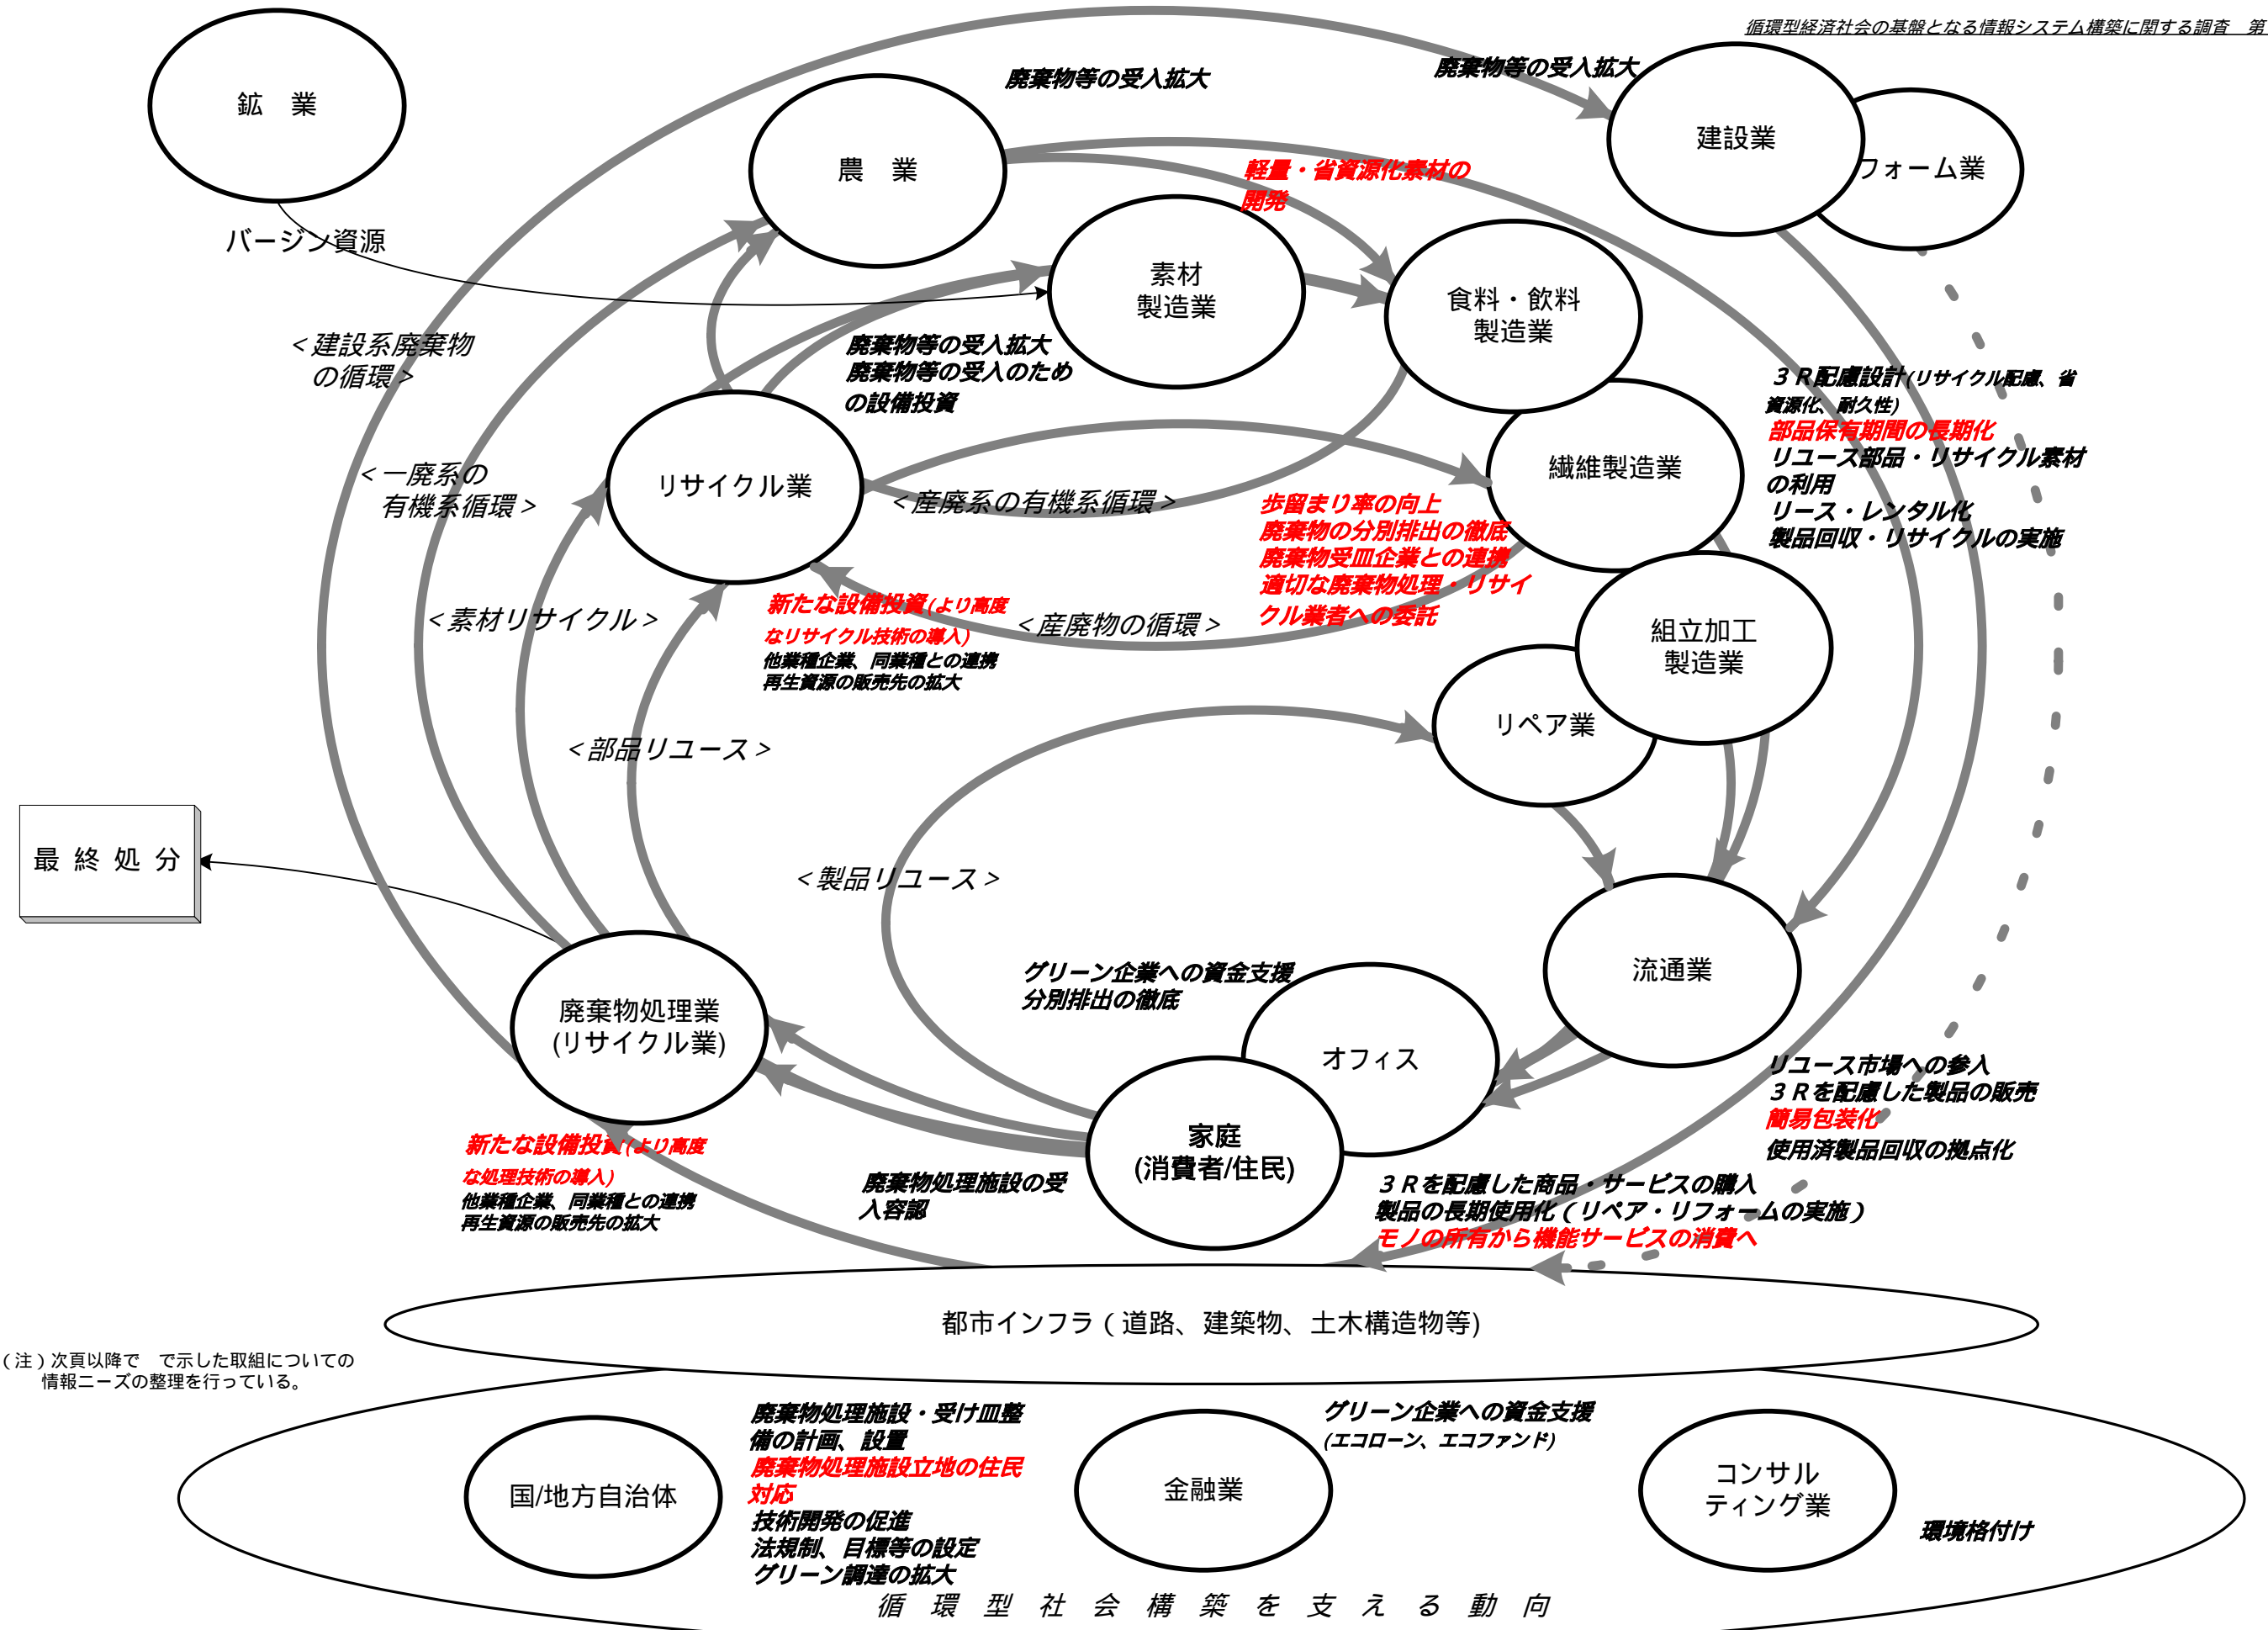 循環型経済社会の基盤となる情報システム構築に関する調査　第
鉱　業
廃棄物等の受入拡大
廃棄物等の受入拡大
建設業
フォーム業
農　業
軽量・省資源化素材の
開発
バージン資源
素材
製造業
食料・飲料
製造業
＜建設系廃棄物
の循環＞
廃棄物等の受入拡大
廃棄物等の受入のため
の設備投資
３Ｒ配慮設計(リサイクル配慮、省
資源化、耐久性)
部品保有期間の長期化
リユース部品・リサイクル素材
の利用
リース・レンタル化
製品回収・リサイクルの実施
＜一廃系の
有機系循環＞
リサイクル業
＜産廃系の有機系循環＞
繊維製造業
歩留まり率の向上
廃棄物の分別排出の徹底
廃棄物受皿企業との連携
適切な廃棄物処理・リサイ
クル業者への委託
＜素材リサイクル＞
新たな設備投資(より高度
なリサイクル技術の導入)
他業種企業、同業種との連携
再生資源の販売先の拡大
＜産廃物の循環＞
組立加工
製造業
リペア業
＜部品リユース＞
最 終 処 分
＜製品リユース＞
グリーン企業への資金支援
分別排出の徹底
流通業
廃棄物処理業
(リサイクル業)
オフィス
リユース市場への参入
３Ｒを配慮した製品の販売
簡易包装化
使用済製品回収の拠点化
家庭
(消費者/住民)
新たな設備投資(より高度
な処理技術の導入)
他業種企業、同業種との連携
再生資源の販売先の拡大
廃棄物処理施設の受
入容認
３Ｒを配慮した商品・サービスの購入
製品の長期使用化（リペア・リフォームの実施）
モノの所有から機能サービスの消費へ
都市インフラ（道路、建築物、土木構造物等)
（注）次頁以降で　で示した取組についての
情報ニーズの整理を行っている。
国/地方自治体
廃棄物処理施設・受け皿整
備の計画、設置
廃棄物処理施設立地の住民
対応
技術開発の促進
法規制、目標等の設定
グリーン調達の拡大
金融業
グリーン企業への資金支援
(エコローン、エコファンド)
コンサル
ティング業
環境格付け
循 環 型 社 会 構 築 を 支 え る 動 向